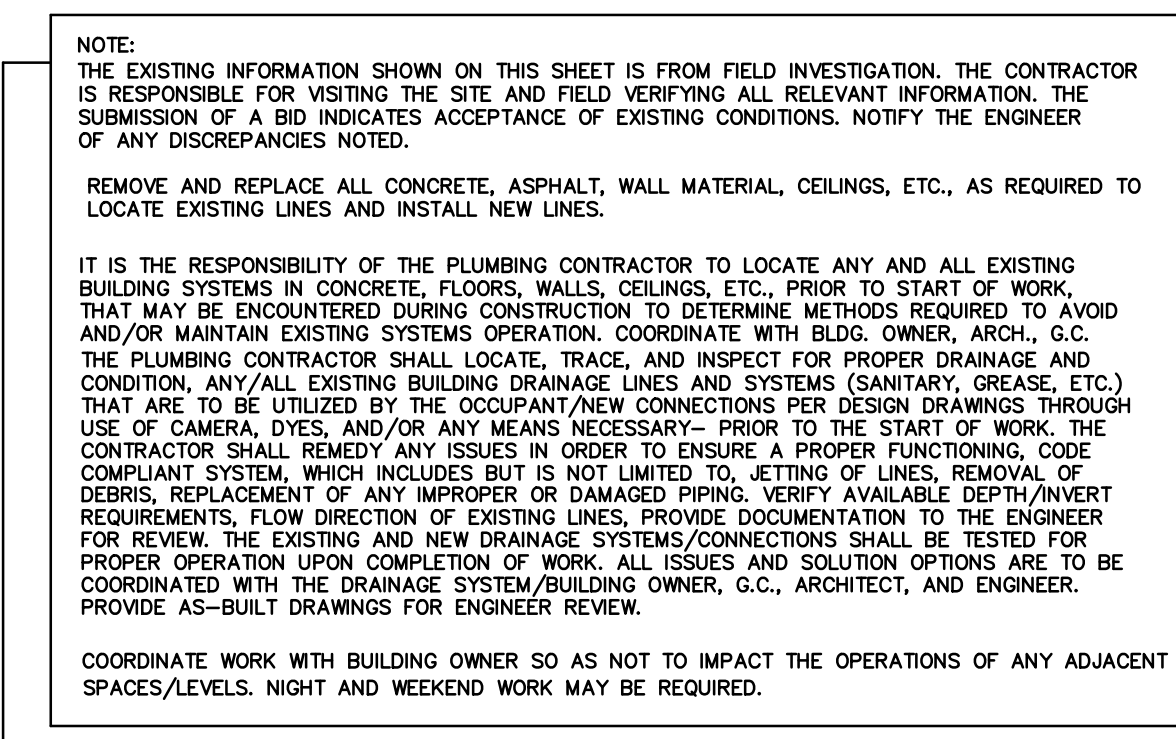 NOTE:
THE EXISTING INFORMATION SHOWN ON THIS SHEET IS FROM FIELD INVESTIGATION. THE CONTRACTOR
IS RESPONSIBLE FOR VISITING THE SITE AND FIELD VERIFYING ALL RELEVANT INFORMATION. THE
SUBMISSION OF A BID INDICATES ACCEPTANCE OF EXISTING CONDITIONS. NOTIFY THE ENGINEER
OF ANY DISCREPANCIES NOTED.
REMOVE AND REPLACE ALL CONCRETE, ASPHALT, WALL MATERIAL, CEILINGS, ETC., AS REQUIRED TO
LOCATE EXISTING LINES AND INSTALL NEW LINES.
IT IS THE RESPONSIBILITY OF THE PLUMBING CONTRACTOR TO LOCATE ANY AND ALL EXISTING
BUILDING SYSTEMS IN CONCRETE, FLOORS, WALLS, CEILINGS, ETC., PRIOR TO START OF WORK,
THAT MAY BE ENCOUNTERED DURING CONSTRUCTION TO DETERMINE METHODS REQUIRED TO AVOID
AND/OR MAINTAIN EXISTING SYSTEMS OPERATION. COORDINATE WITH BLDG. OWNER, ARCH., G.C.
THE PLUMBING CONTRACTOR SHALL LOCATE, TRACE, AND INSPECT FOR PROPER DRAINAGE AND
CONDITION, ANY/ALL EXISTING BUILDING DRAINAGE LINES AND SYSTEMS (SANITARY, GREASE, ETC.)
THAT ARE TO BE UTILIZED BY THE OCCUPANT/NEW CONNECTIONS PER DESIGN DRAWINGS THROUGH
USE OF CAMERA, DYES, AND/OR ANY MEANS NECESSARY– PRIOR TO THE START OF WORK. THE
CONTRACTOR SHALL REMEDY ANY ISSUES IN ORDER TO ENSURE A PROPER FUNCTIONING, CODE
COMPLIANT SYSTEM, WHICH INCLUDES BUT IS NOT LIMITED TO, JETTING OF LINES, REMOVAL OF
DEBRIS, REPLACEMENT OF ANY IMPROPER OR DAMAGED PIPING. VERIFY AVAILABLE DEPTH/INVERT
REQUIREMENTS, FLOW DIRECTION OF EXISTING LINES, PROVIDE DOCUMENTATION TO THE ENGINEER
FOR REVIEW. THE EXISTING AND NEW DRAINAGE SYSTEMS/CONNECTIONS SHALL BE TESTED FOR
PROPER OPERATION UPON COMPLETION OF WORK. ALL ISSUES AND SOLUTION OPTIONS ARE TO BE
COORDINATED WITH THE DRAINAGE SYSTEM/BUILDING OWNER, G.C., ARCHITECT, AND ENGINEER.
PROVIDE AS–BUILT DRAWINGS FOR ENGINEER REVIEW.
COORDINATE WORK WITH BUILDING OWNER SO AS NOT TO IMPACT THE OPERATIONS OF ANY ADJACENT
SPACES/LEVELS. NIGHT AND WEEKEND WORK MAY BE REQUIRED.